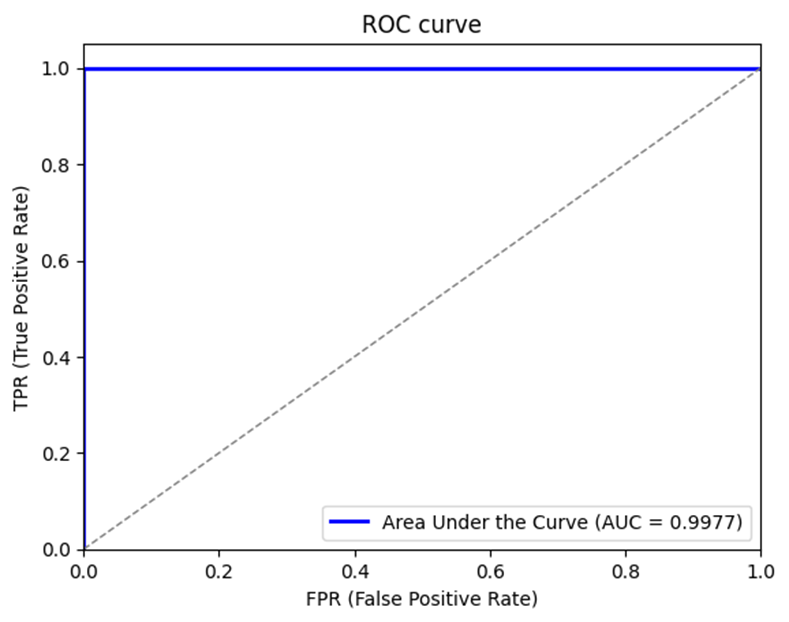 ROC curve
1.0
0.8
0.6
0.4
0.2
0.0
TPR (True Positive Rate)
Area Under the Curve (AUC = 0.9977)
0.0 0.2 0.4 0.6 0.8 1.0
FPR (False Positive Rate)